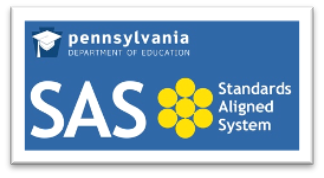 pennsylvania
DEPARTMENT OF EDUCATION
SAS
Standards
Aligned
System